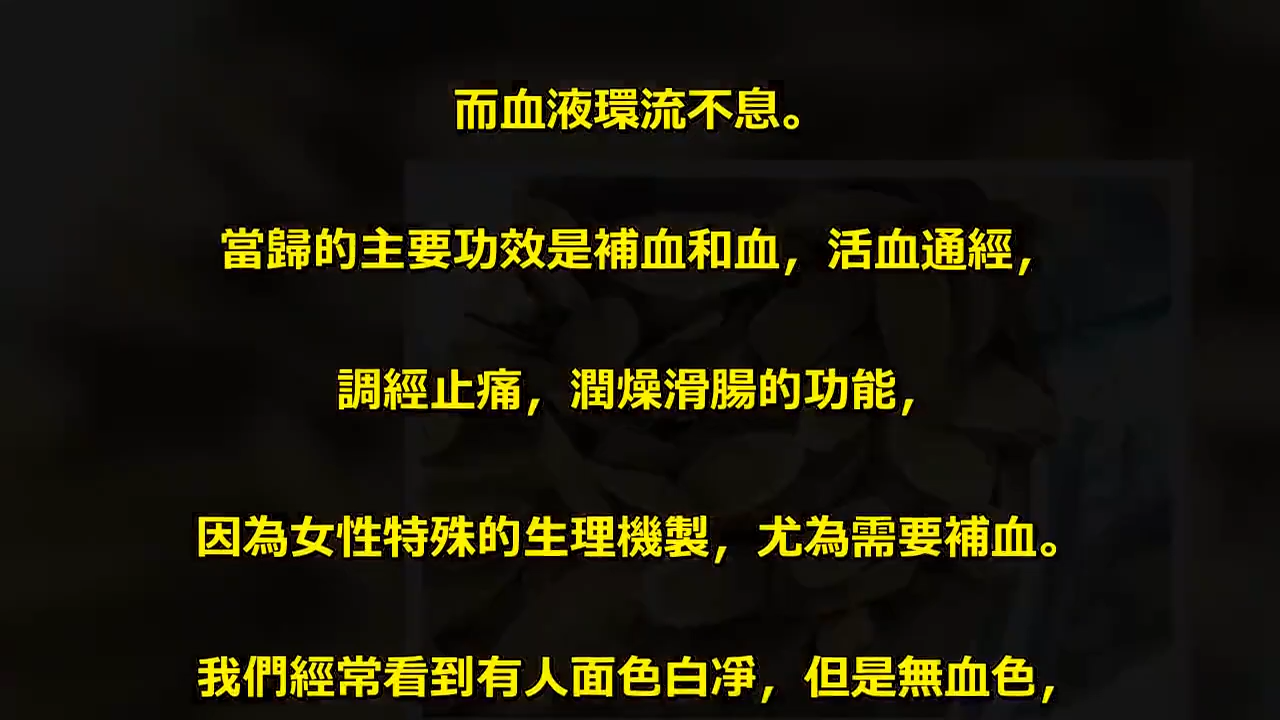 而血液環流不息。
當歸的主要功效是補血和血，活血通經，
調經止痛，潤燥滑腸的功能，
因為女性特殊的生理機製，尤為需要補血。
我們經常看到有人面色白凈，但是無血色，